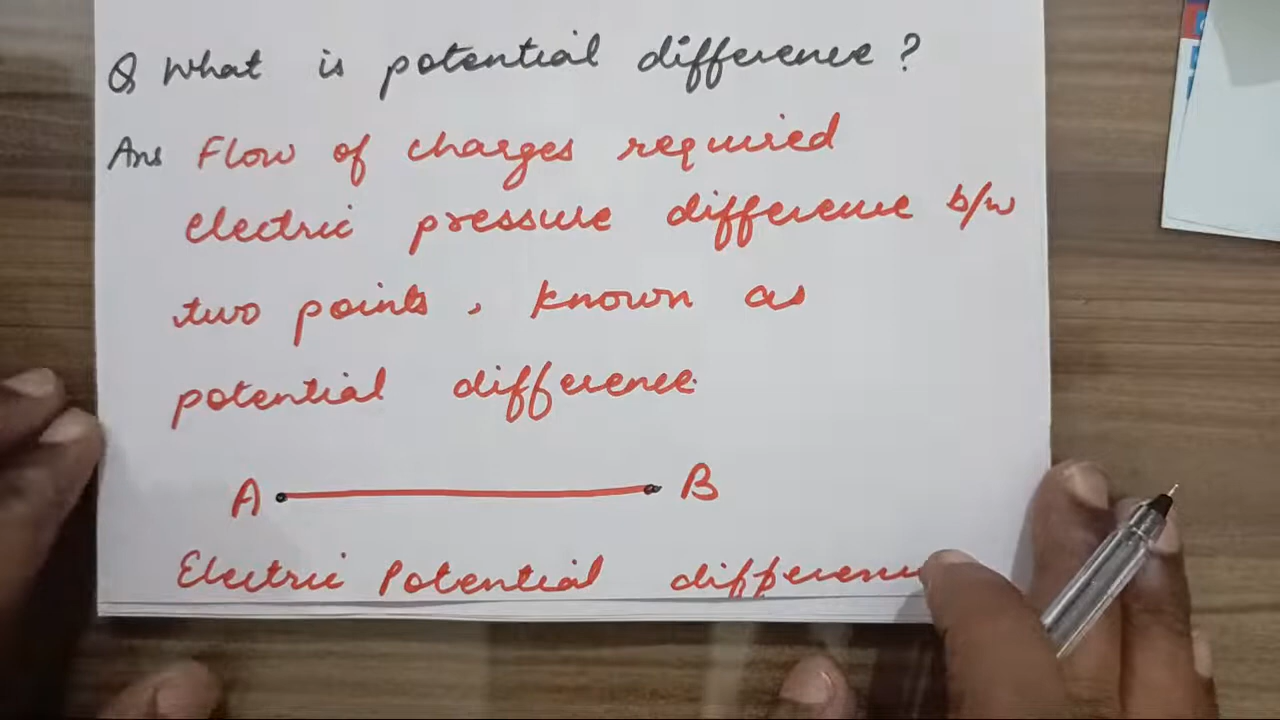 Q What is potential difference ?
Ans Flow of charges required
electric pressure difference b/w
two points , known as
potential difference.
A B
Electric Potential difference